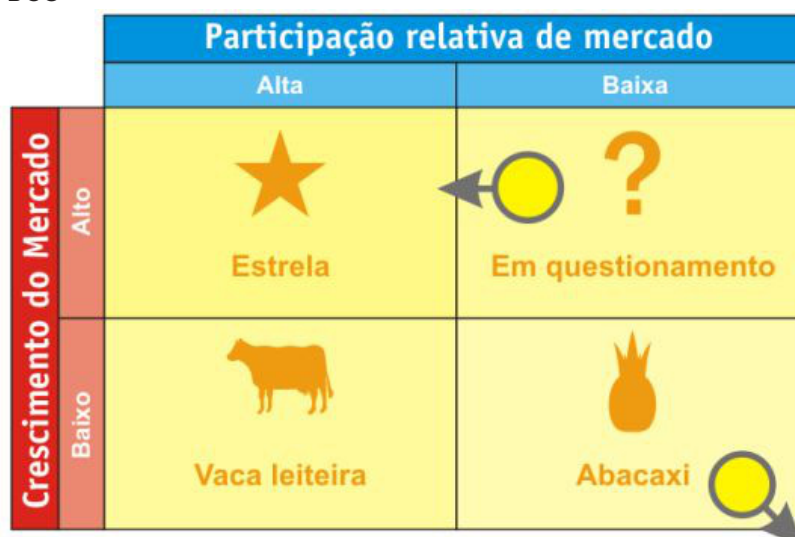 Participação relativa de mercado
Alta
Baixa
Crescimento do Mercado
Alto
?
Estrela
Em questionamento
Baixo
Vaca leiteira
Abacaxi